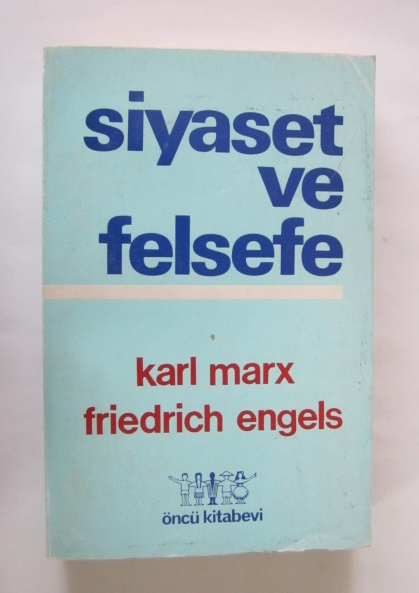 siyaset
ve
felsefe
karl marx
friedrich engels
öncü kitabevi